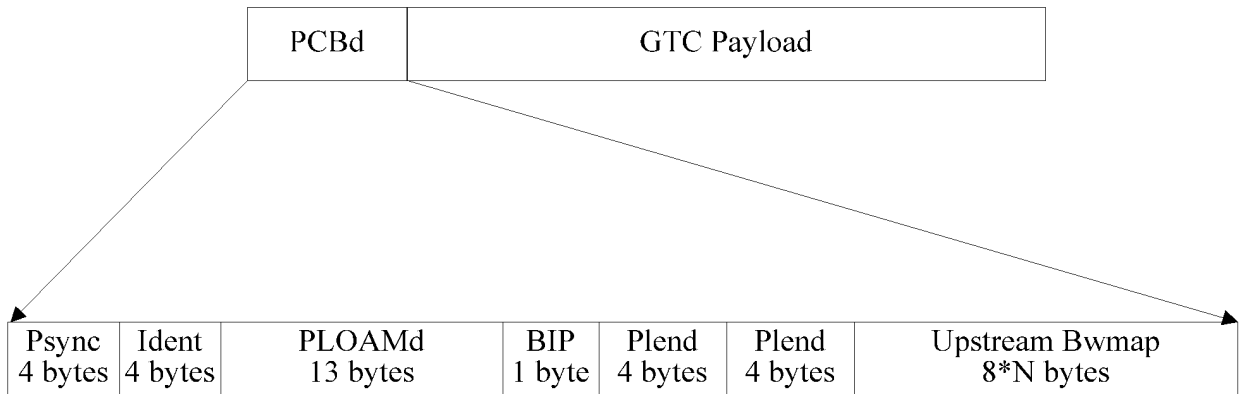 PCBd
GTC Payload
Psync
4 bytes
Ident
4 bytes
PLOAMd
13 bytes
BIP
1 byte
Plend
4 bytes
Plend
4 bytes
Upstream Bwmap
8*N bytes